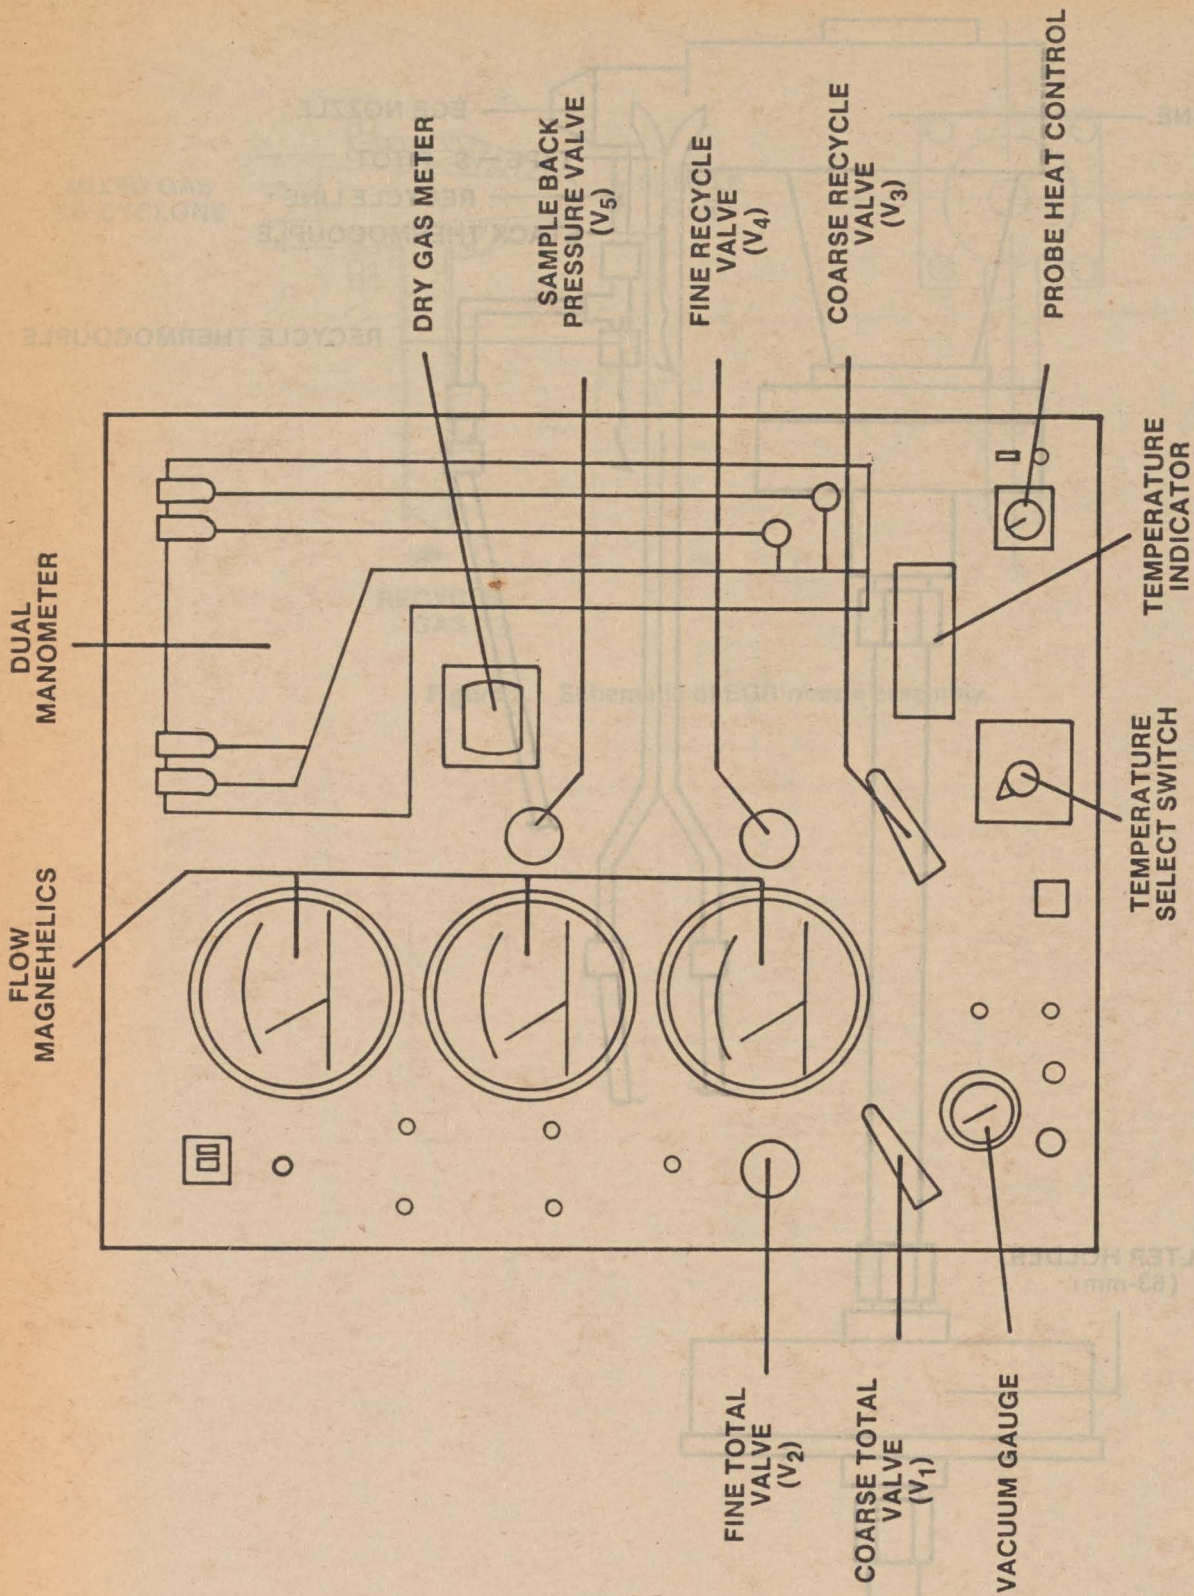 FLOW
MAGNEHELICS
DUAL
MANOMETER
DRY GAS METER
SAMPLE BACK
PRESSURE VALVE
(V5)
FINE RECYCLE
VALVE
(V4)
COARSE RECYCLE
VALVE
(V3)
PROBE HEAT CONTROL
FINE TOTAL
VALVE
(V2)
COARSE TOTAL
VALVE
(V1)
VACUUM GAUGE
TEMPERATURE
SELECT SWITCH
TEMPERATURE
INDICATOR